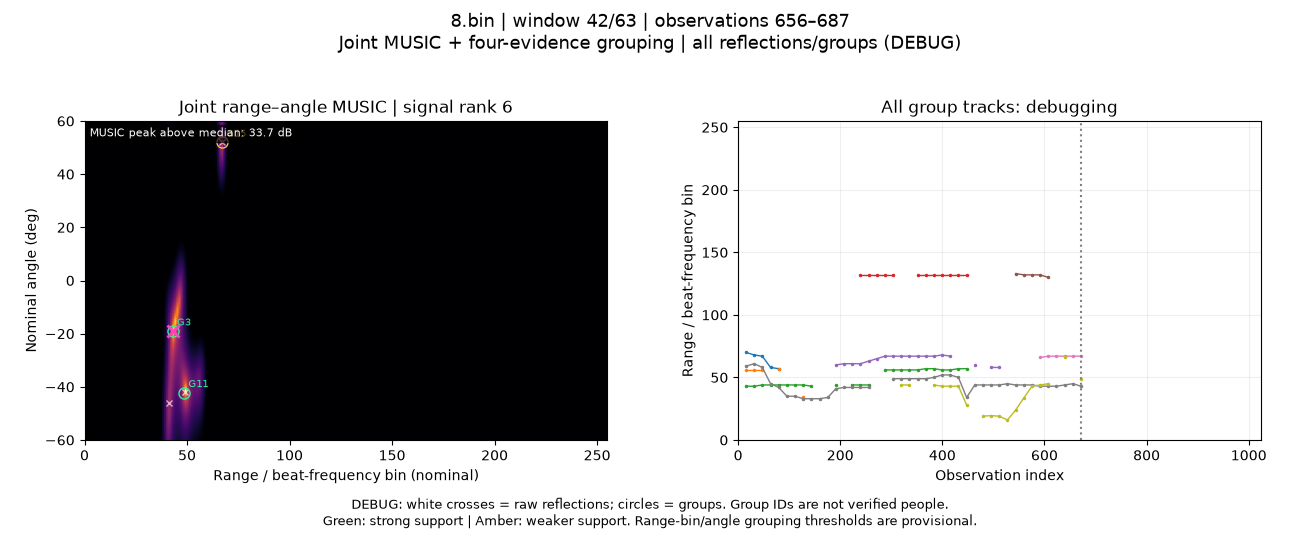 8.bin | window 42/63 | observations 656–687
Joint MUSIC + four-evidence grouping | all reflections/groups (DEBUG)
Joint range–angle MUSIC | signal rank 6
MUSIC peak above median: 33.7 dB
60
40
20
0
−20
−40
−60
Nominal angle (deg)
G3
G11
0
50
100
150
200
250
Range / beat-frequency bin (nominal)
All group tracks: debugging
250
200
150
100
50
0
Range / beat-frequency bin
0
200
400
600
800
1000
Observation index
DEBUG: white crosses = raw reflections; circles = groups. Group IDs are not verified people.
Green: strong support | Amber: weaker support. Range-bin/angle grouping thresholds are provisional.